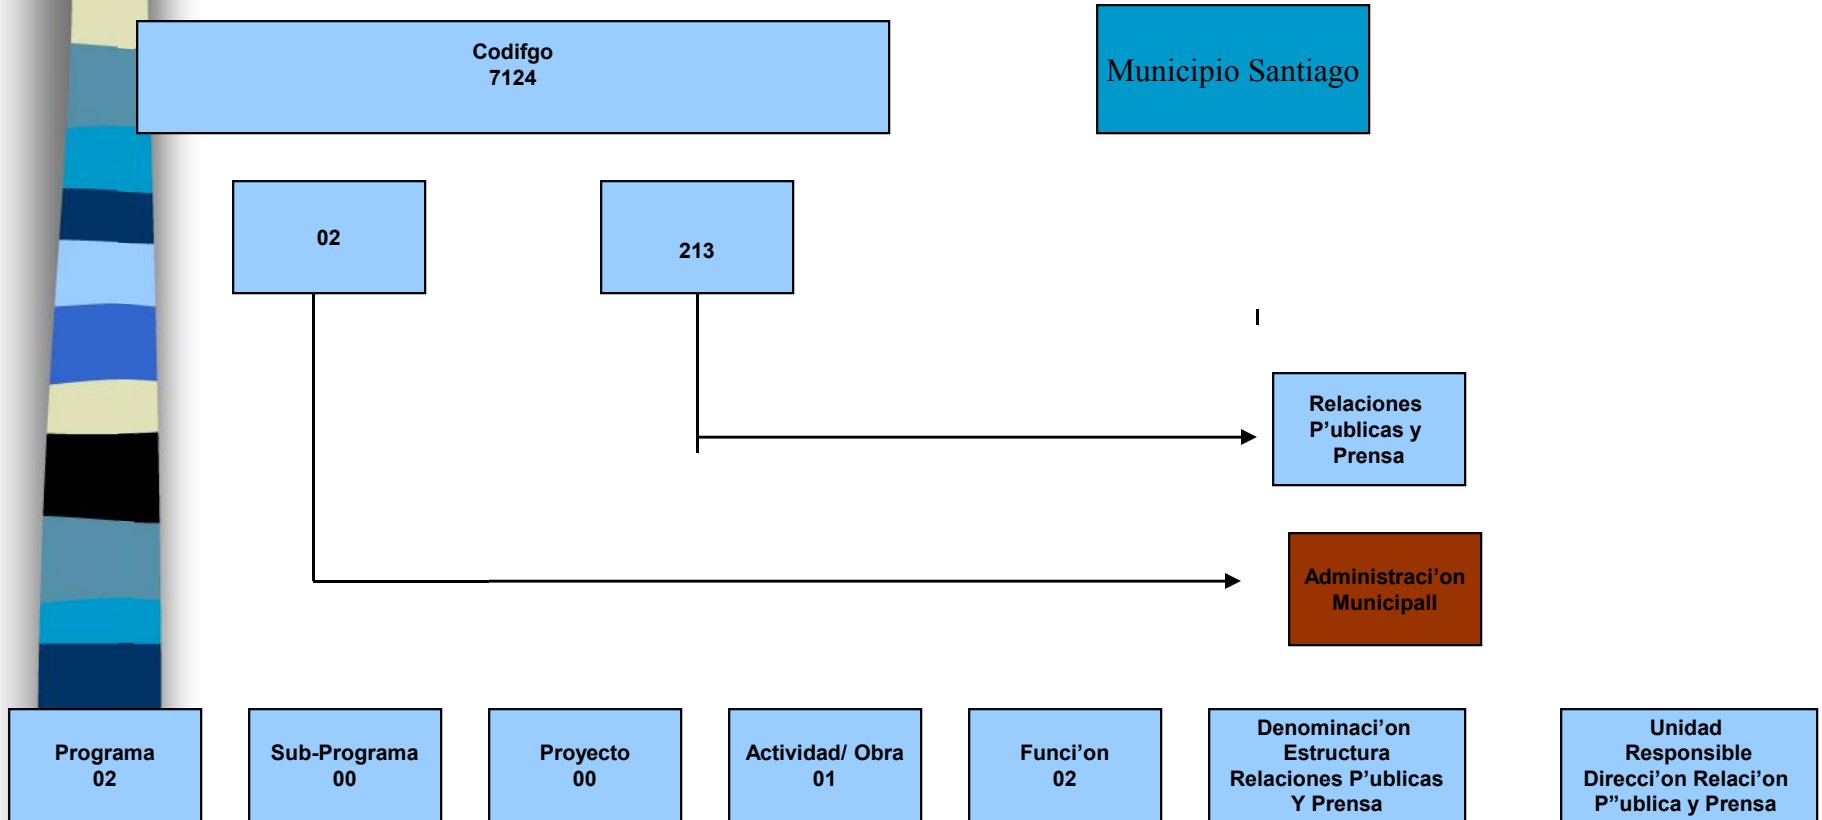 Codifgo
7124
Municipio Santiago
02
213
Relaciones
P’ublicas y
Prensa
Administraci’on
Municipall
Programa
02
Sub-Programa
00
Proyecto
00
Actividad/ Obra
01
Funci’on
02
Denominaci’on
Estructura
Relaciones P’ublicas
Y Prensa
Unidad
Responsible
Direcci’on Relaci’on
P”ublica y Prensa